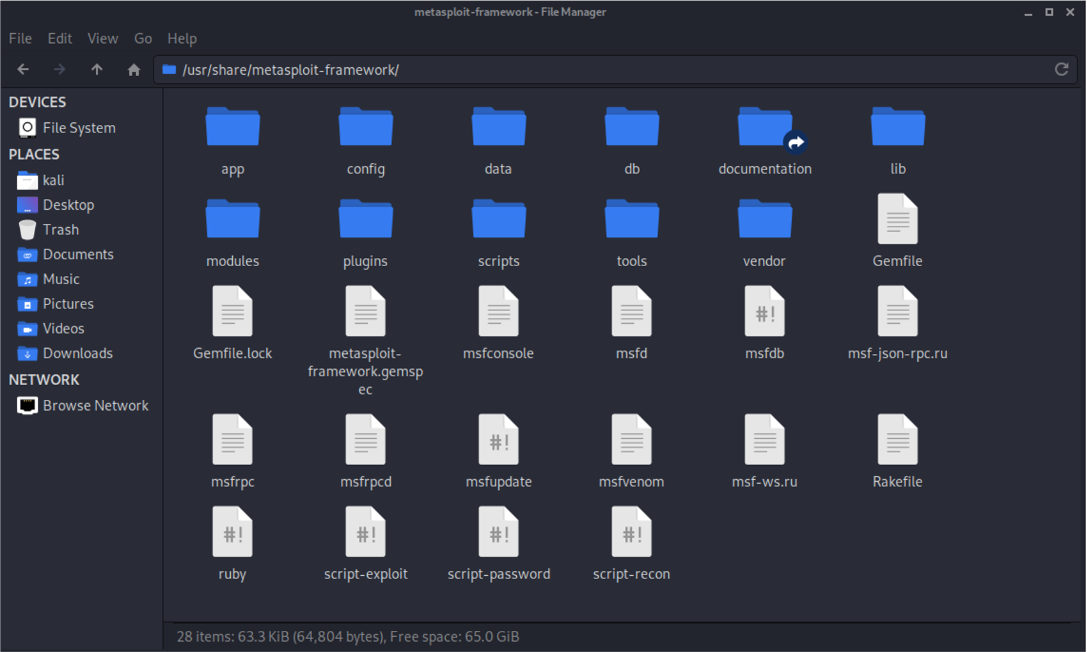 metasploit-framework - File Manager
File Edit View Go Help
/usr/share/metasploit-framework/
DEVICES
File System
PLACES
kali
Desktop
Trash
Documents
Music
Pictures
Videos
Downloads
NETWORK
Browse Network
app config data db documentation lib
modules plugins scripts tools vendor Gemfile
Gemfile.lock metasploit- msfconsole msfd msfdb msf-json-rpc.ru
framework.gemsp
ec
msfrpc msfrpcd msfupdate msfvenom msf-ws.ru Rakefile
#! #! #! #!
ruby script-exploit script-password script-recon
28 items: 63.3 KiB (64,804 bytes), Free space: 65.0 GiB